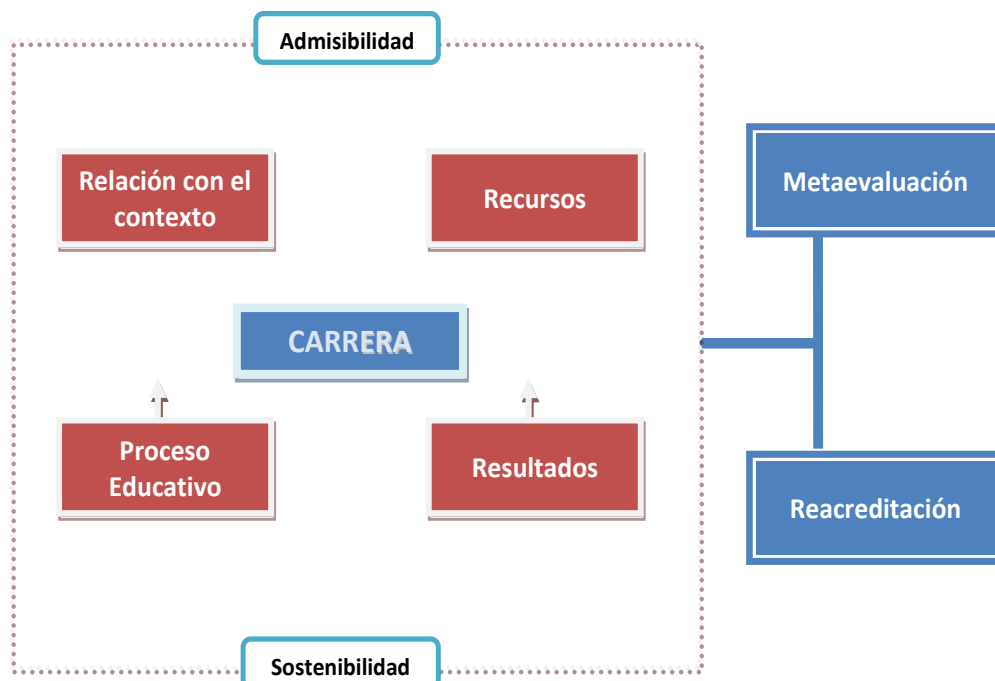 Admisibilidad
Relación con el
contexto
Recursos
Metaevaluación
CARRERA
Proceso
Educativo
Resultados
Reacreditación
Sostenibilidad